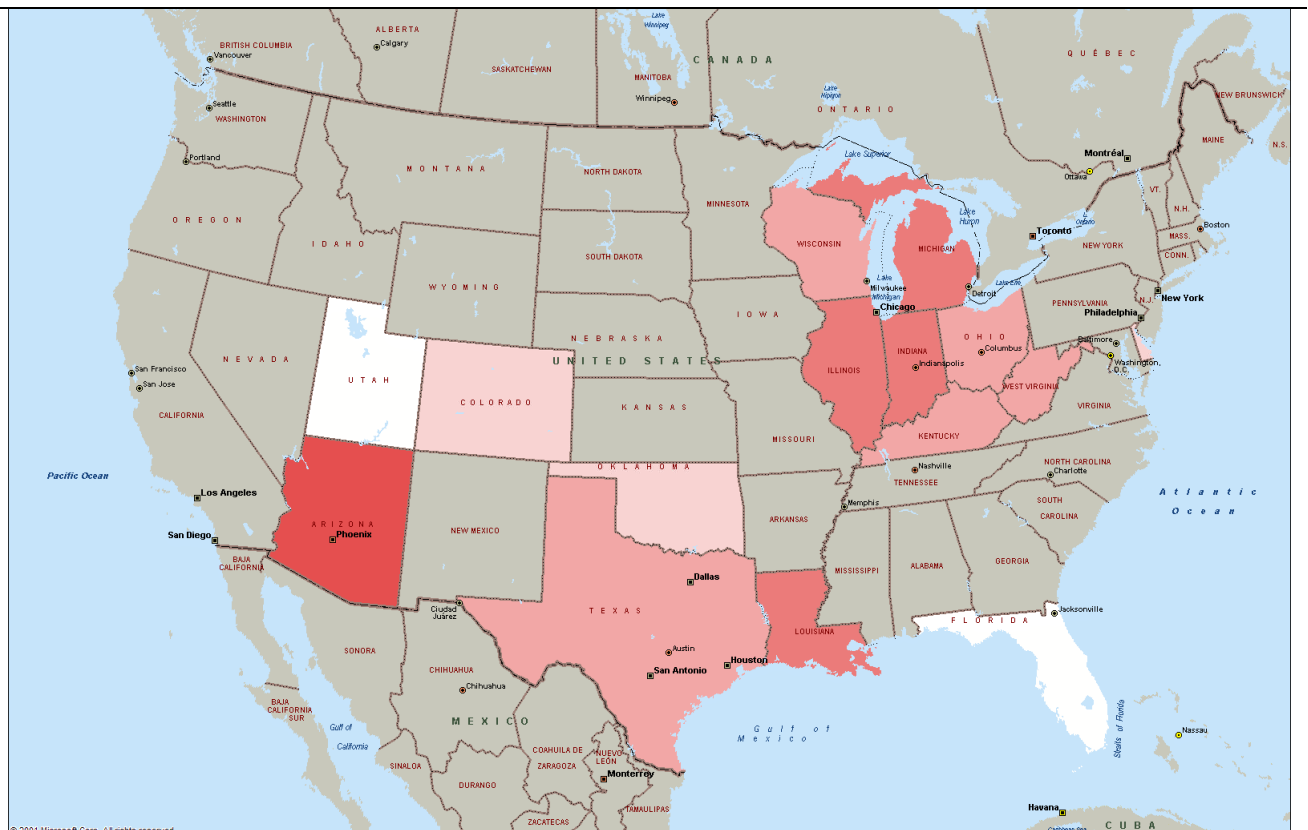 Lake
Winnipeg
ALBERTA
Calgary
BRITISH COLUMBIA
Vancouver
SASKATCHEWAN
MANITOBA
Winnipeg
CANADA
QUÉBEC
Lake
Nipigon
ONTARIO
NEW BRUNSWICK
N.S.
MAINE
Seattle
WASHINGTON
Portland
MONTANA
NORTH DAKOTA
MINNESOTA
Lake Superior
Montréal
Ottawa
VT.
N.H.
OREGON
IDAHO
SOUTH DAKOTA
WISCONSIN
MICHIGAN
Lake
Huron
L.
Ontario
Toronto
NEW YORK
MASS.
Boston
CONN.
WYOMING
Lake
Michigan
Milwaukee
Detroit
Lake Erie
Chicago
PENNSYLVANIA
N.J.
New York
Philadelphia
IOWA
NEBRASKA
UNITED STATES
NEVADA
UTAH
COLORADO
KANSAS
ILLINOIS
INDIANA
Indianapolis
OHIO
Columbus
Baltimore
Washington,
D.C.
WEST VIRGINIA
VIRGINIA
San Francisco
San Jose
CALIFORNIA
MISSOURI
KENTUCKY
Pacific Ocean
Los Angeles
San Diego
ARIZONA
Phoenix
NEW MEXICO
OKLAHOMA
ARKANSAS
Nashville
TENNESSEE
Memphis
NORTH CAROLINA
Charlotte
SOUTH
CAROLINA
Atlantic
Ocean
BAJA
CALIFORNIA
Dallas
TEXAS
MISSISSIPPI
ALABAMA
GEORGIA
Ciudad
Juárez
LOUISIANA
FLORIDA
Jacksonville
SONORA
CHIHUAHUA
Chihuahua
Austin
San Antonio
Houston
BAJA
CALIFORNIA
SUR
Gulf of
California
MEXICO
Gulf of
Mexico
Straits of Florida
Nassau
SINALOA
DURANGO
COAHUILA DE
ZARAGOZA
NUEVO
LEÓN
Monterrey
TAMAULIPAS
ZACATECAS
Havana
CUBA